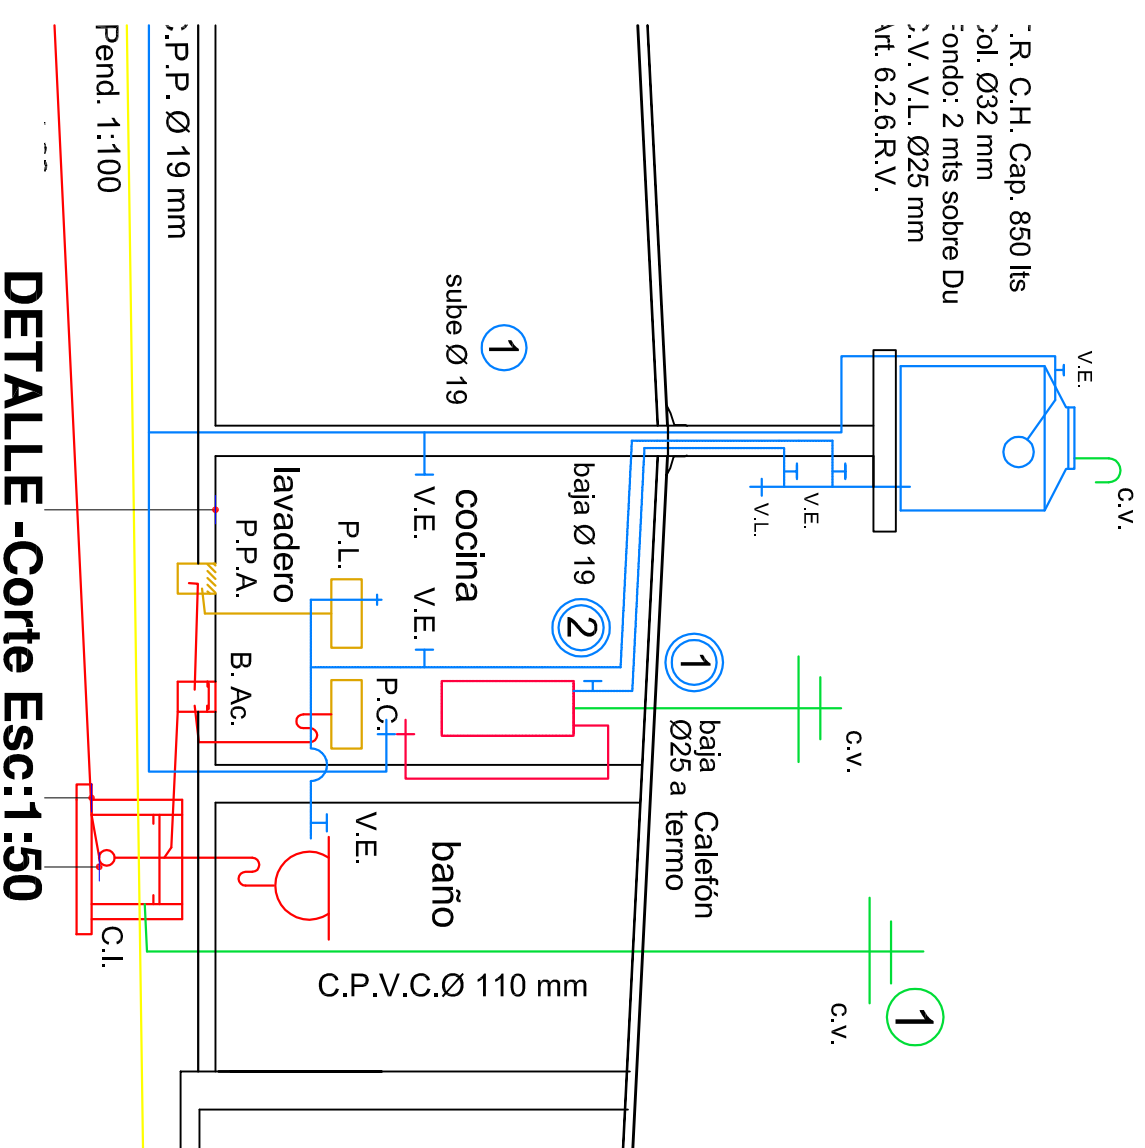 .R. C.H. Cap. 850 lts
ol. Ø32 mm
ondo: 2 mts sobre Du
.V. V.L. Ø25 mm
rt. 6.2.6.R.V.
V.E.
C.V.
V.E.
V.L.
1
sube Ø 19
baja Ø 19
2
1
baja
Ø25 a
Calefón
termo
C.V.
C.V.
1
cocina
V.E.
V.E.
lavadero
P.L.
P.P.A.
B. Ac.
P.C.
V.E.
baño
C.P.V.C.Ø 110 mm
C.I.
.P.P. Ø 19 mm
Pend. 1:100
DETALLE -Corte Esc:1:50